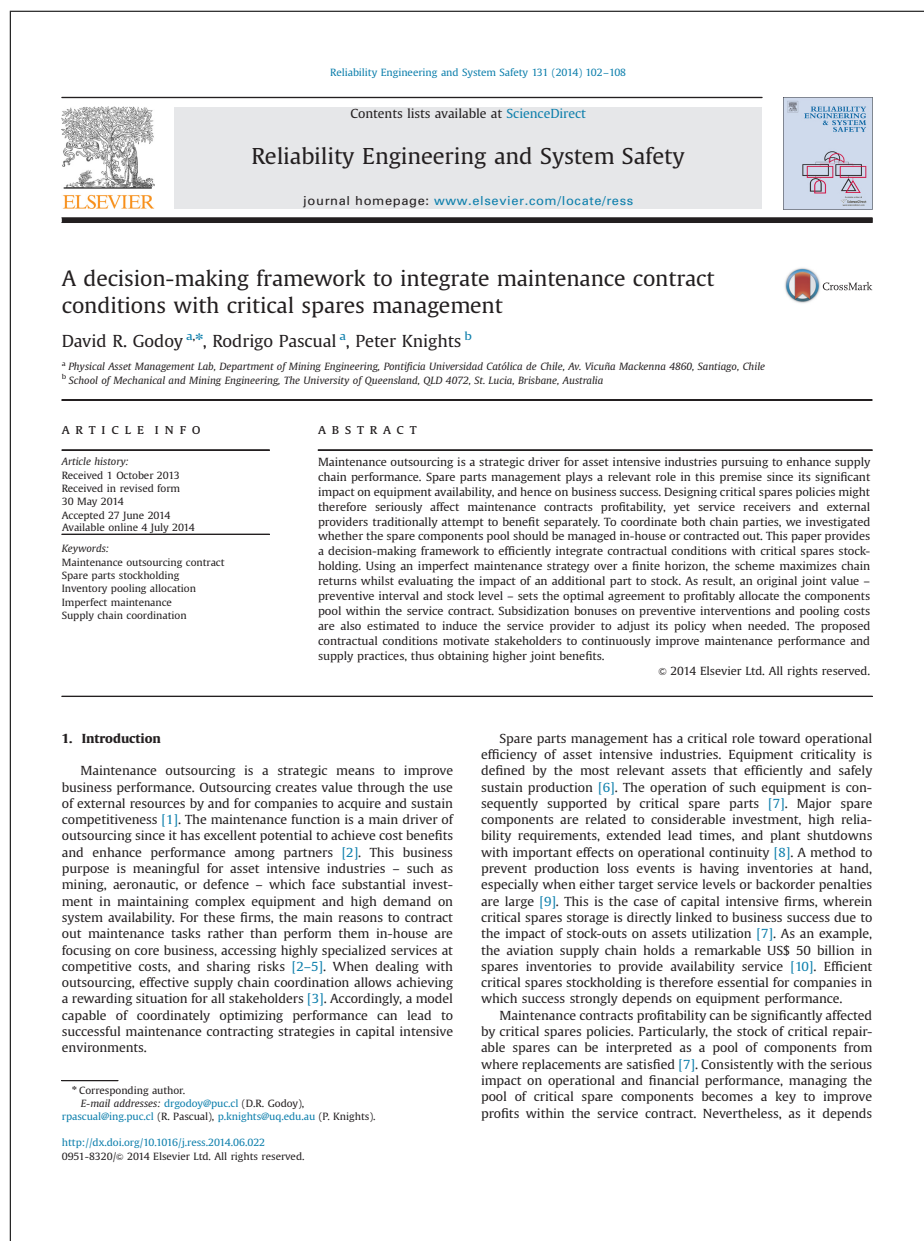 Reliability Engineering and System Safety 131 (2014) 102–108
Contents lists available at ScienceDirect
Reliability Engineering and System Safety
journal homepage: www.elsevier.com/locate/ress
ELSEVIER
RELIABILITY
ENGINEERING
& SYSTEM
SAFETY
A decision-making framework to integrate maintenance contract
conditions with critical spares management
CrossMark
David R. Godoy a,*, Rodrigo Pascual a, Peter Knights b
a Physical Asset Management Lab, Department of Mining Engineering, Pontificia Universidad Católica de Chile, Av. Vicuña Mackenna 4860, Santiago, Chile
b School of Mechanical and Mining Engineering, The University of Queensland, QLD 4072, St. Lucia, Brisbane, Australia
ARTICLE INFO
Article history:
Received 1 October 2013
Received in revised form
30 May 2014
Accepted 27 June 2014
Available online 4 July 2014
Keywords:
Maintenance outsourcing contract
Spare parts stockholding
Inventory pooling allocation
Imperfect maintenance
Supply chain coordination
ABSTRACT
Maintenance outsourcing is a strategic driver for asset intensive industries pursuing to enhance supply
chain performance. Spare parts management plays a relevant role in this premise since its significant
impact on equipment availability, and hence on business success. Designing critical spares policies might
therefore seriously affect maintenance contracts profitability, yet service receivers and external
providers traditionally attempt to benefit separately. To coordinate both chain parties, we investigated
whether the spare components pool should be managed in-house or contracted out. This paper provides
a decision-making framework to efficiently integrate contractual conditions with critical spares stock-
holding. Using an imperfect maintenance strategy over a finite horizon, the scheme maximizes chain
returns whilst evaluating the impact of an additional part to stock. As result, an original joint value –
preventive interval and stock level – sets the optimal agreement to profitably allocate the components
pool within the service contract. Subsidization bonuses on preventive interventions and pooling costs
are also estimated to induce the service provider to adjust its policy when needed. The proposed
contractual conditions motivate stakeholders to continuously improve maintenance performance and
supply practices, thus obtaining higher joint benefits.
© 2014 Elsevier Ltd. All rights reserved.
1. Introduction
Maintenance outsourcing is a strategic means to improve
business performance. Outsourcing creates value through the use
of external resources by and for companies to acquire and sustain
competitiveness [1]. The maintenance function is a main driver of
outsourcing since it has excellent potential to achieve cost benefits
and enhance performance among partners [2]. This business
purpose is meaningful for asset intensive industries – such as
mining, aeronautic, or defence – which face substantial invest-
ment in maintaining complex equipment and high demand on
system availability. For these firms, the main reasons to contract
out maintenance tasks rather than perform them in-house are
focusing on core business, accessing highly specialized services at
competitive costs, and sharing risks [2–5]. When dealing with
outsourcing, effective supply chain coordination allows achieving
a rewarding situation for all stakeholders [3]. Accordingly, a model
capable of coordinately optimizing performance can lead to
successful maintenance contracting strategies in capital intensive
environments.
* Corresponding author.
E-mail addresses: drgodoy@puc.cl (D.R. Godoy),
rpascual@ing.puc.cl (R. Pascual), p.knights@uq.edu.au (P. Knights).
http://dx.doi.org/10.1016/j.ress.2014.06.022
0951-8320/© 2014 Elsevier Ltd. All rights reserved.
Spare parts management has a critical role toward operational
efficiency of asset intensive industries. Equipment criticality is
defined by the most relevant assets that efficiently and safely
sustain production [6]. The operation of such equipment is con-
sequently supported by critical spare parts [7]. Major spare
components are related to considerable investment, high relia-
bility requirements, extended lead times, and plant shutdowns
with important effects on operational continuity [8]. A method to
prevent production loss events is having inventories at hand,
especially when either target service levels or backorder penalties
are large [9]. This is the case of capital intensive firms, wherein
critical spares storage is directly linked to business success due to
the impact of stock-outs on assets utilization [7]. As an example,
the aviation supply chain holds a remarkable US$ 50 billion in
spares inventories to provide availability service [10]. Efficient
critical spares stockholding is therefore essential for companies in
which success strongly depends on equipment performance.
Maintenance contracts profitability can be significantly affected
by critical spares policies. Particularly, the stock of critical repair-
able spares can be interpreted as a pool of components from
where replacements are satisfied [7]. Consistently with the serious
impact on operational and financial performance, managing the
pool of critical spare components becomes a key to improve
profits within the service contract. Nevertheless, as it depends